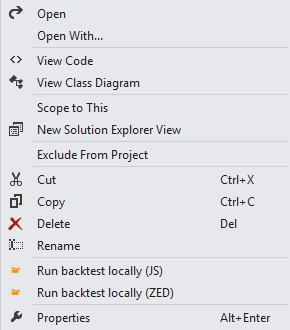 Open
Open With...
View Code
View Class Diagram
Scope to This
New Solution Explorer View
Exclude From Project
Cut Ctrl+X
Copy Ctrl+C
Delete Del
Rename
Run backtest locally (JS)
Run backtest locally (ZED)
Properties Alt+Enter